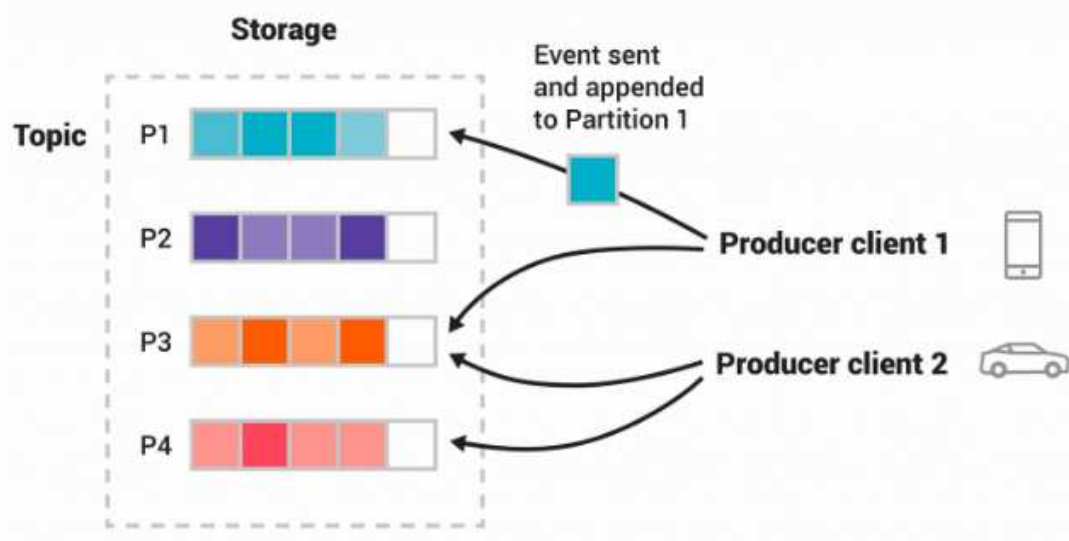 Storage
Event sent
and appended
to Partition 1
Topic
P1
P2
Producer client 1
P3
Producer client 2
P4